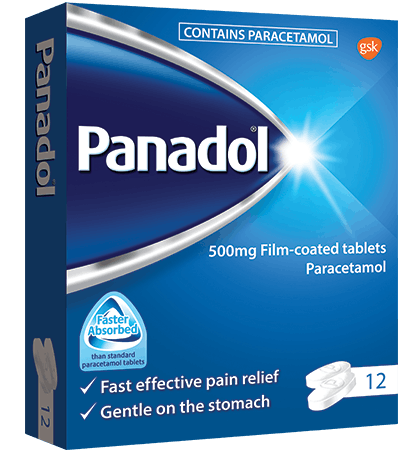 CONTAINS PARACETAMOL
gsk
Panadol®
500mg Film-coated tablets
Paracetamol
Faster
Absorbed
than standard
paracetamol tablets
✓ Fast effective pain relief
✓ Gentle on the stomach
12
Panadol
12